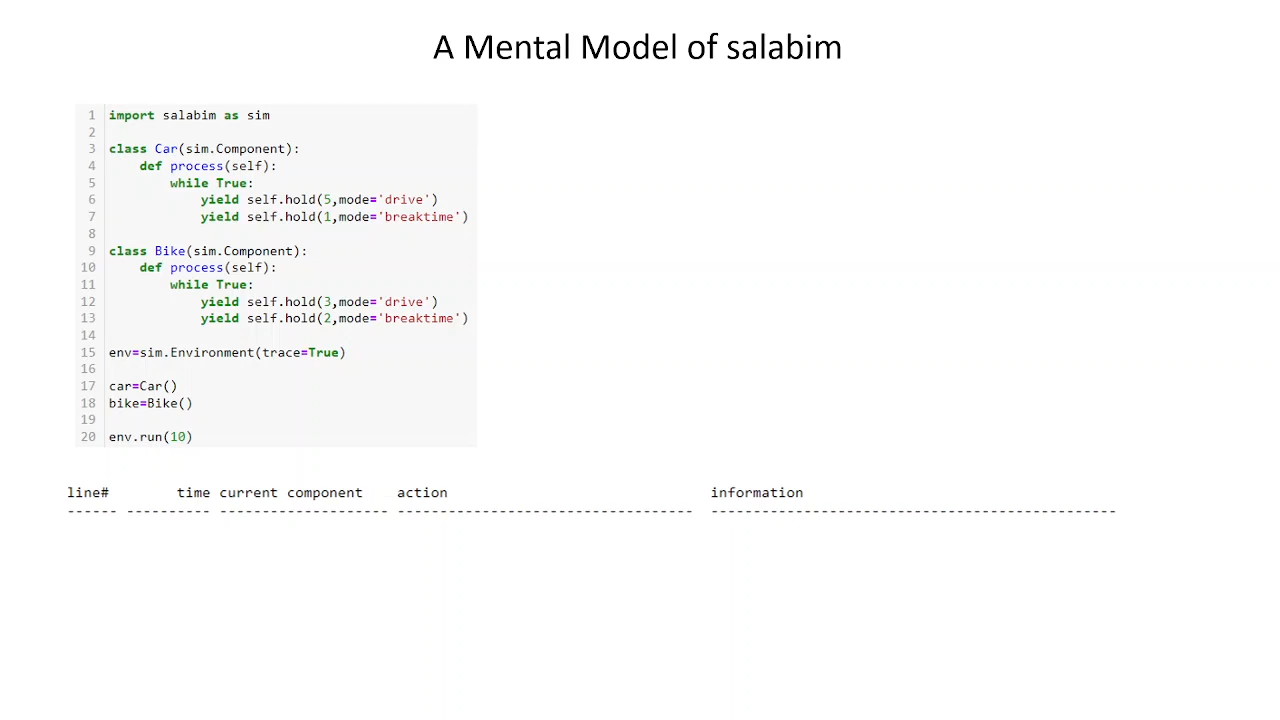 A Mental Model of salabim
1 import salabim as sim
2
3 class Car(sim.Component):
4     def process(self):
5         while True:
6             yield self.hold(5,mode='drive')
7             yield self.hold(1,mode='breaktime')
8
9 class Bike(sim.Component):
10     def process(self):
11         while True:
12             yield self.hold(3,mode='drive')
13             yield self.hold(2,mode='breaktime')
14
15 env=sim.Environment(trace=True)
16
17 car=Car()
18 bike=Bike()
19
20 env.run(10)
line#        time current component    action                               information
------ ---------- -------------------- -----------------------------------  ------------------------------------------------